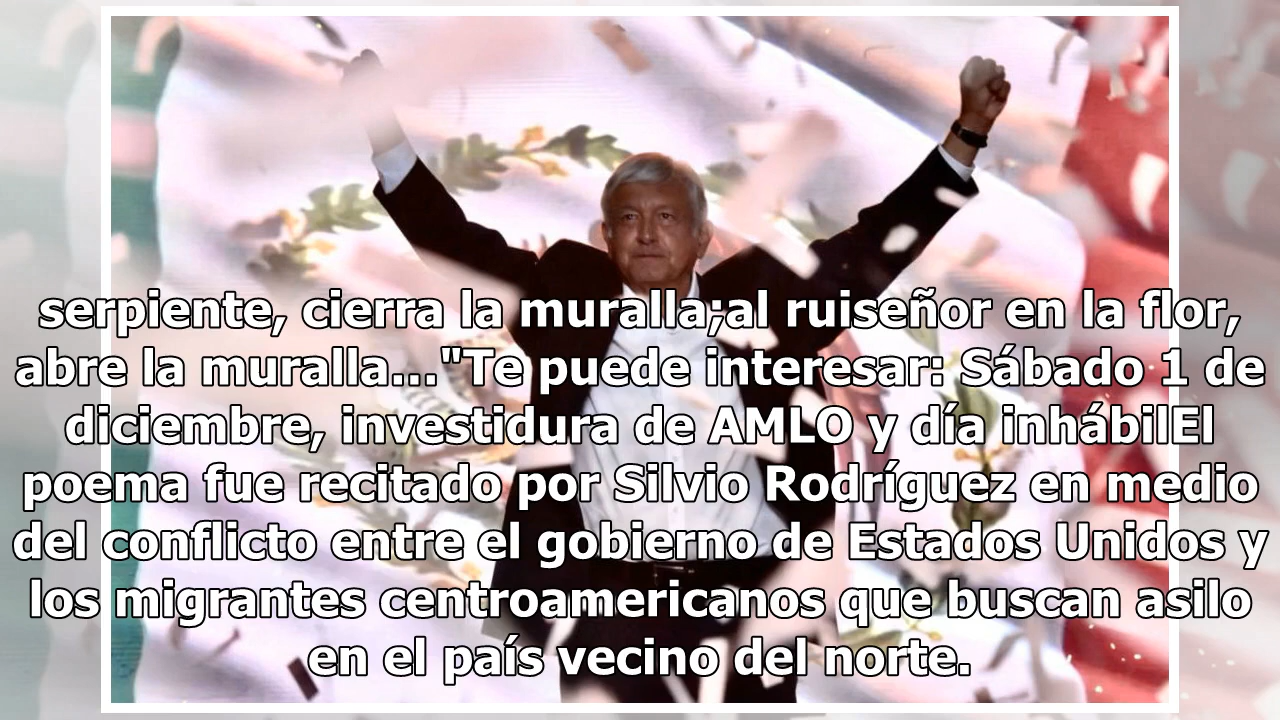 serpiente, cierra la muralla;al ruiseñor en la flor,
abre la muralla..."Te puede interesar: Sábado 1 de
diciembre, investidura de AMLO y día inhábilEl
poema fue recitado por Silvio Rodríguez en medio
del conflicto entre el gobierno de Estados Unidos y
los migrantes centroamericanos que buscan asilo
en el país vecino del norte.